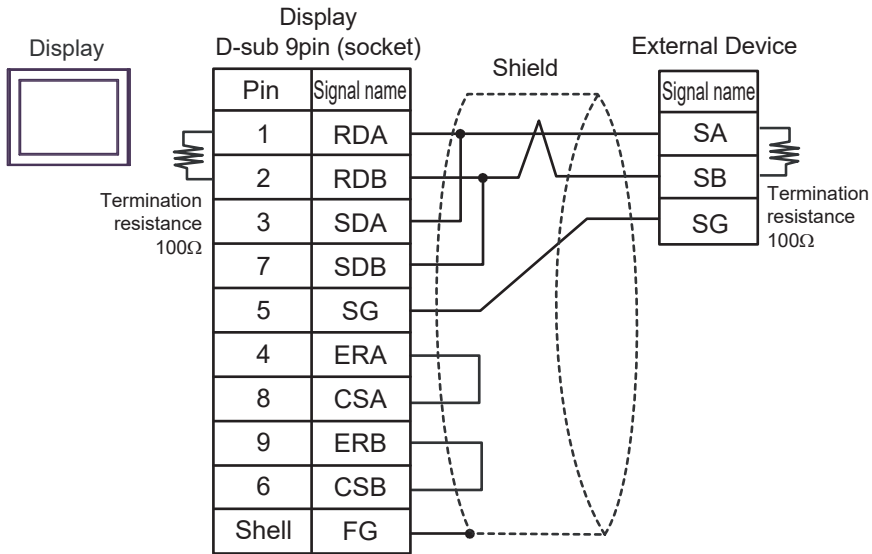 Display
Display
D-sub 9pin (socket)
Shield
External Device
Pin Signal name
1 RDA
2 RDB
3 SDA
7 SDB
5 SG
4 ERA
8 CSA
9 ERB
6 CSB
Shell FG
Termination
resistance
100Ω
Signal name
SA
SB
SG
Termination
resistance
100Ω